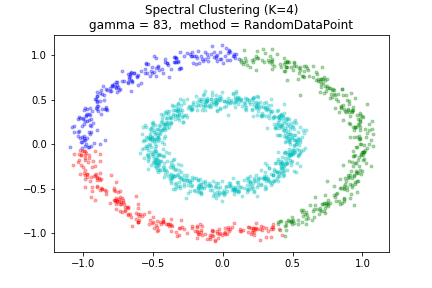 Spectral Clustering (K=4)
gamma = 83,  method = RandomDataPoint
1.0
0.5
0.0
−0.5
−1.0
−1.0 −0.5 0.0 0.5 1.0